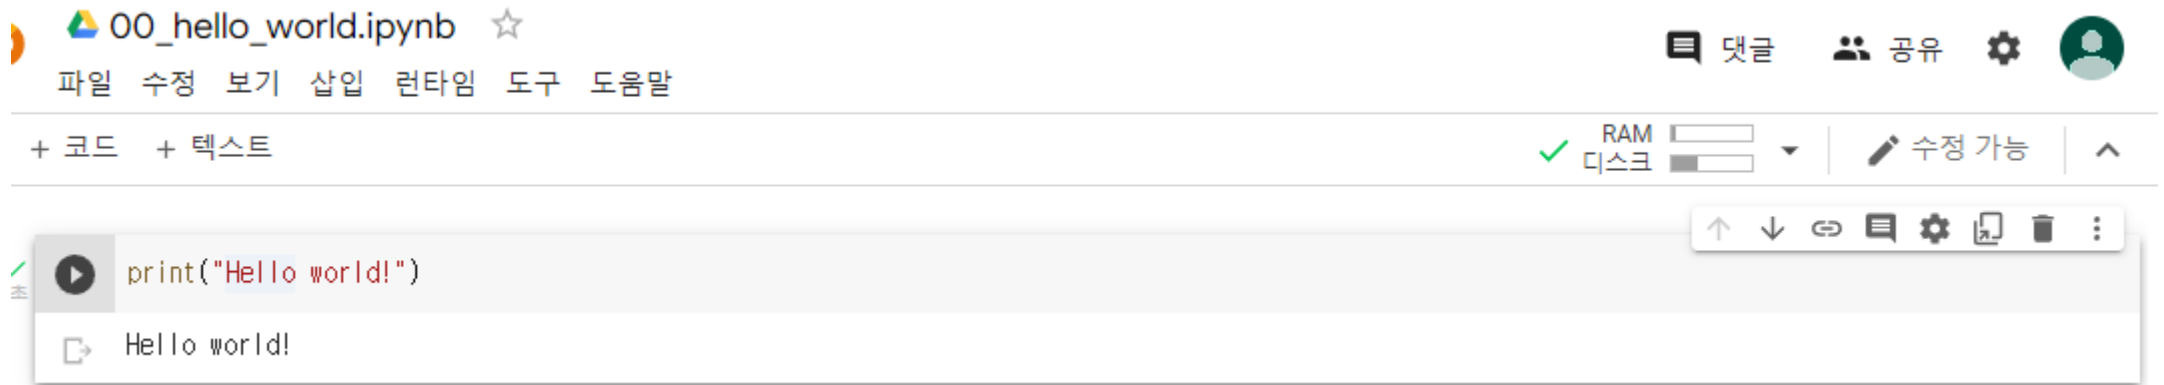 00_hello_world.ipynb
댓글 공유
파일 수정 보기 삽입 런타임 도구 도움말
+ 코드 + 텍스트
RAM
디스크
수정 가능
print("Hello world!")
초
Hello world!